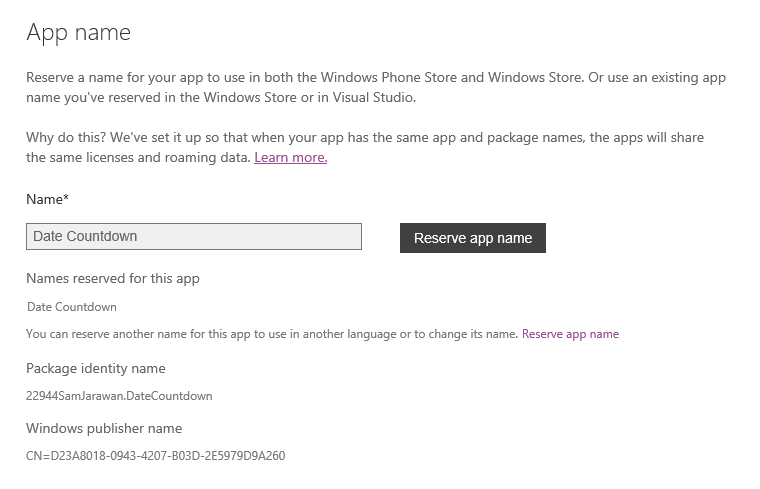 App name
Reserve a name for your app to use in both the Windows Phone Store and Windows Store. Or use an existing app
name you've reserved in the Windows Store or in Visual Studio.
Why do this? We've set it up so that when your app has the same app and package names, the apps will share
the same licenses and roaming data. Learn more.
Name*
Date Countdown
Reserve app name
Names reserved for this app
Date Countdown
You can reserve another name for this app to use in another language or to change its name. Reserve app name
Package identity name
22944SamJarawan.DateCountdown
Windows publisher name
CN=D23A8018-0943-4207-B03D-2E5979D9A260